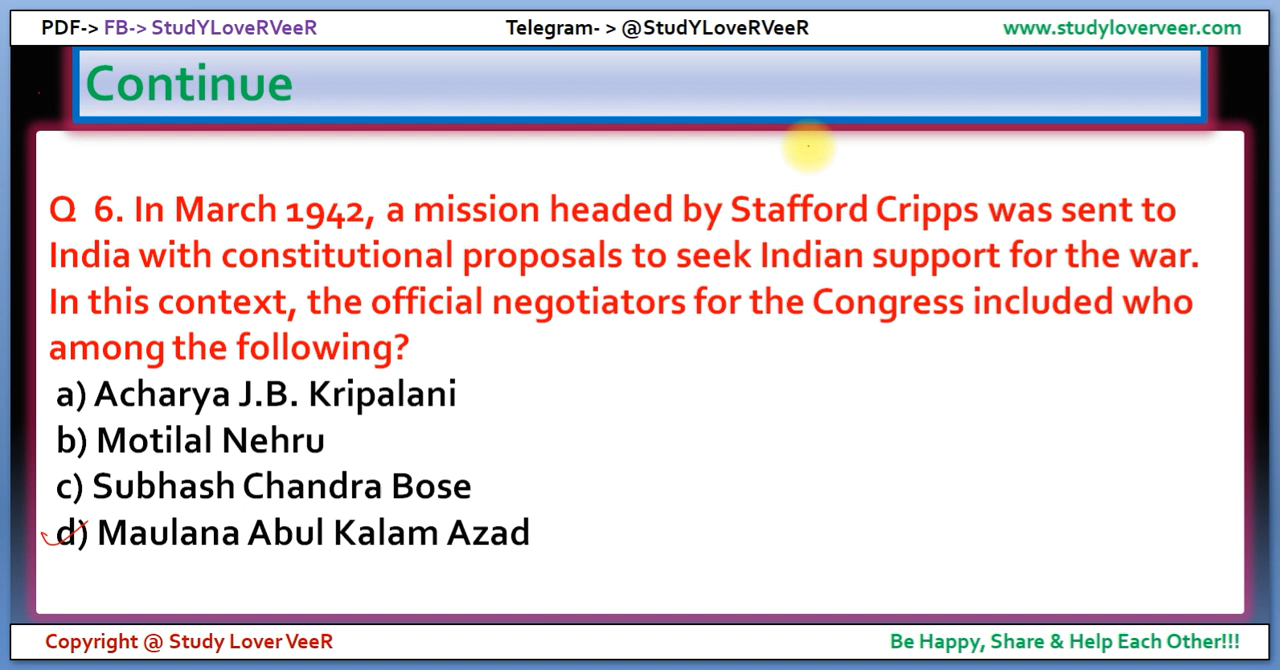 PDF-> FB-> StudYLoveRVeeR Telegram- > @StudYLoveRVeeR www.studyloverveer.com
Continue
Q 6. In March 1942, a mission headed by Stafford Cripps was sent to
India with constitutional proposals to seek Indian support for the war.
In this context, the official negotiators for the Congress included who
among the following?
a) Acharya J.B. Kripalani
b) Motilal Nehru
c) Subhash Chandra Bose
d) Maulana Abul Kalam Azad
Copyright @ Study Lover VeeR Be Happy, Share & Help Each Other!!!